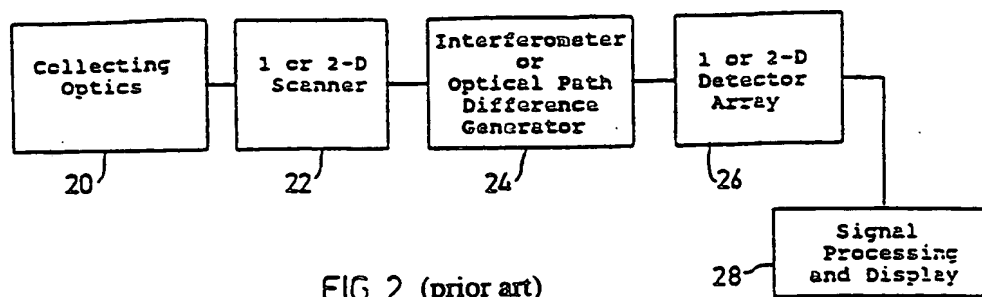 Collecting
Optics
1 or 2-D
Scanner
Interferometer
or
Optical Path
Difference
Generator
1 or 2-D
Detector
Array
20
22
24
26
Signal
Processing
and Display
28
FIG 2 (prior art)